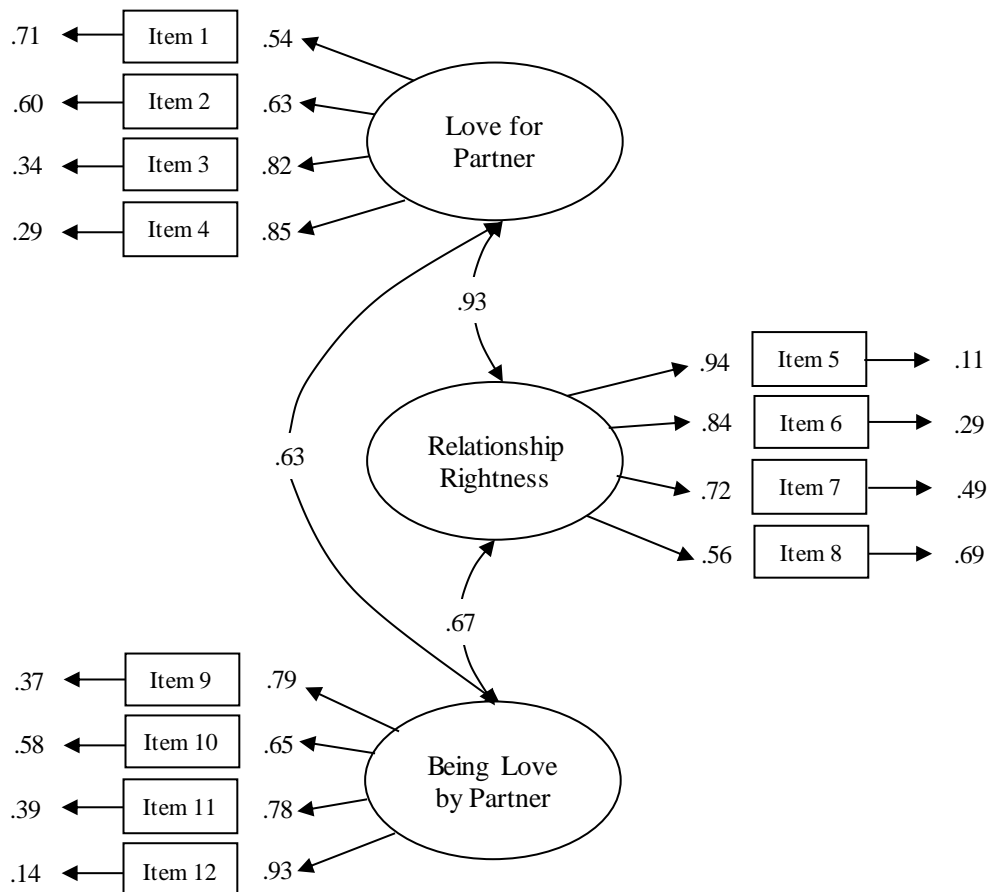 .71 Item 1 .54
.60 Item 2 .63
.34 Item 3 .82
.29 Item 4 .85
Love for
Partner
.93
.63
Relationship
Rightness
.94 Item 5 .11
.84 Item 6 .29
.72 Item 7 .49
.56 Item 8 .69
.67
.37 Item 9 .79
.58 Item 10 .65
.39 Item 11 .78
.14 Item 12 .93
Being Love
by Partner